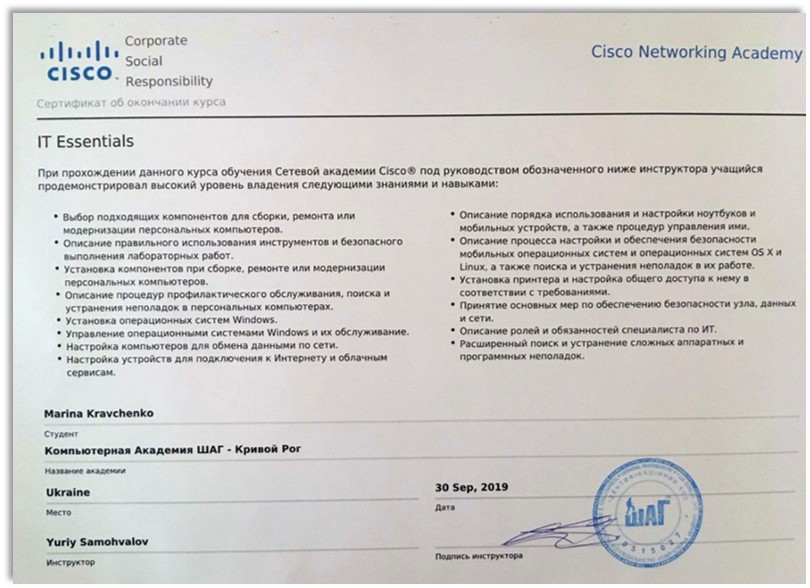 Corporate
Social
Responsibility
CISCO
Cisco Networking Academy
Сертификат об окончании курса
IT Essentials
При прохождении данного курса обучения Сетевой академии Cisco® под руководством обозначенного ниже инструктора учащийся
продемонстрировал высокий уровень владения следующими знаниями и навыками:
• Выбор подходящих компонентов для сборки, ремонта или
модернизации персональных компьютеров.
• Описание правильного использования инструментов и безопасного
выполнения лабораторных работ.
• Установка компонентов при сборке, ремонте или модернизации
персональных компьютеров.
• Описание процедур профилактического обслуживания, поиска и
устранения неполадок в персональных компьютерах.
• Установка операционных систем Windows.
• Управление операционными системами Windows и их обслуживание.
• Настройка компьютеров для обмена данными по сети.
• Настройка устройств для подключения к Интернету и облачным
сервисам.
• Описание порядка использования и настройки ноутбуков и
мобильных устройств, а также процедур управления ими.
• Описание процесса настройки и обеспечения безопасности
мобильных операционных систем и операционных систем OS X и
Linux, а также поиска и устранения неполадок в их работе.
• Установка принтера и настройка общего доступа к нему в
соответствии с требованиями.
• Принятие основных мер по обеспечению безопасности узла, данных
и сети.
• Описание ролей и обязанностей специалиста по ИТ.
• Расширенный поиск и устранение сложных аппаратных и
программных неполадок.
Marina Kravchenko
Студент
Компьютерная Академия ШАГ - Кривой Рог
Название академии
Ukraine
Место
30 Sep, 2019
Дата
Yuriy Samohvalov
Инструктор
Подпись инструктора
ШАГ